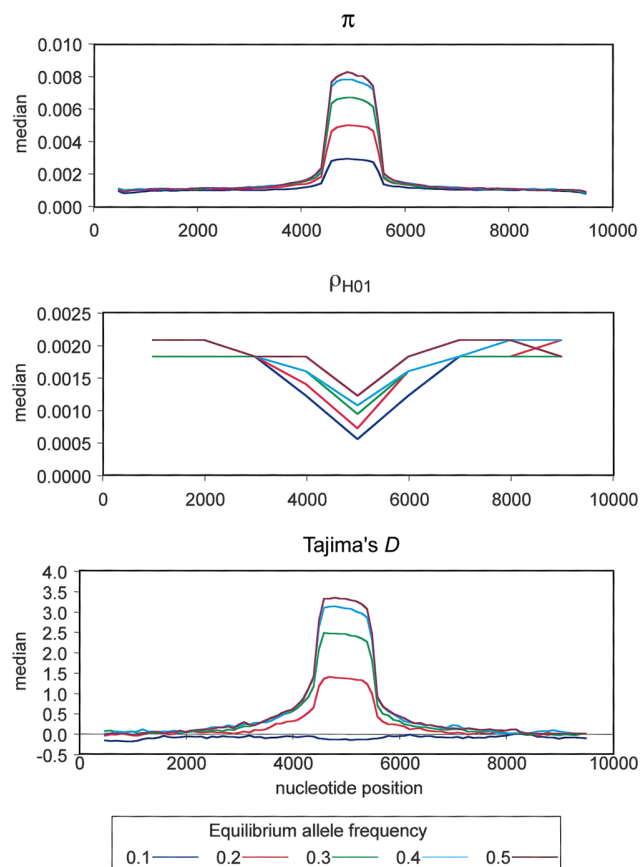 π
0.010
0.008
0.006
0.004
0.002
0.000
median
0 2000 4000 6000 8000 10000
ρH01
0.0025
0.0020
0.0015
0.0010
0.0005
0.0000
median
0 2000 4000 6000 8000 10000
Tajima's D
4.0
3.5
3.0
2.5
2.0
1.5
1.0
0.5
0.0
-0.5
median
0 2000 4000 6000 8000 10000
nucleotide position
Equilibrium allele frequency
0.1 0.2 0.3 0.4 0.5